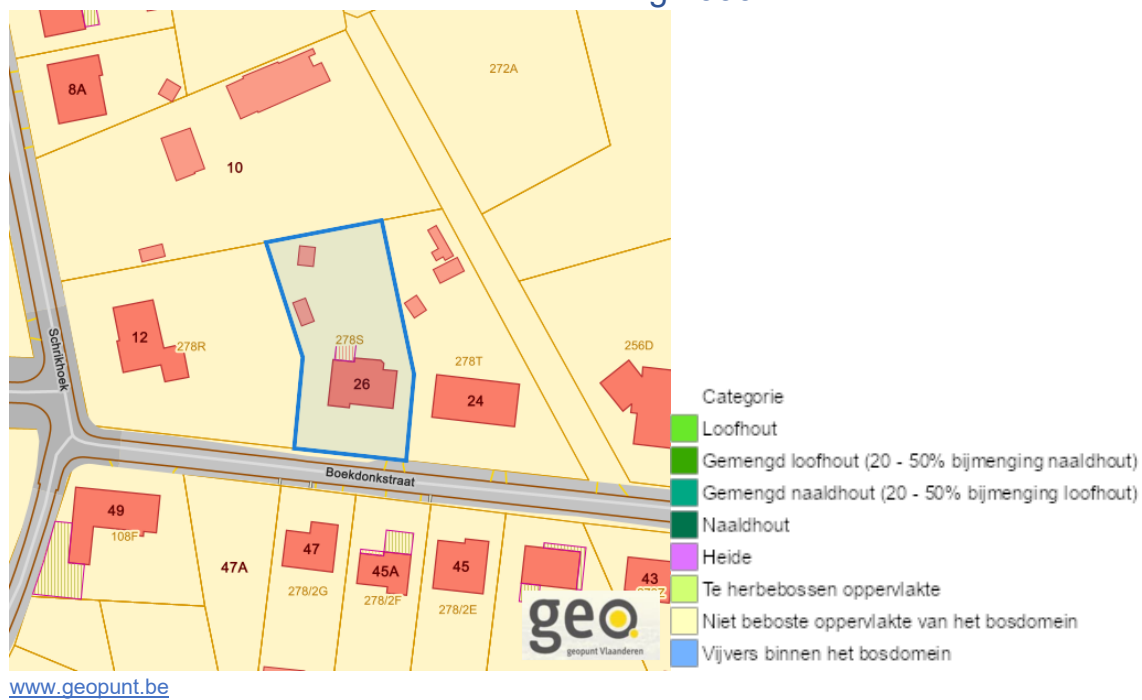 8A
272A
10
Schrikhoek
12
278R
278S
26
278T
24
256D
Boekdonkstraat
49
108F
47A
47
278/2G
45A
278/2F
45
278/2E
43
geo.
geopunt Vlaanderen
Categorie
Loofhout
Gemengd loofhout (20 - 50% bijmenging naaldhout)
Gemengd naaldhout (20 - 50% bijmenging loofhout)
Naaldhout
Heide
Te herbebossen oppervlakte
Niet beboste oppervlakte van het bosdomein
Vijvers binnen het bosdomein
www.geopunt.be